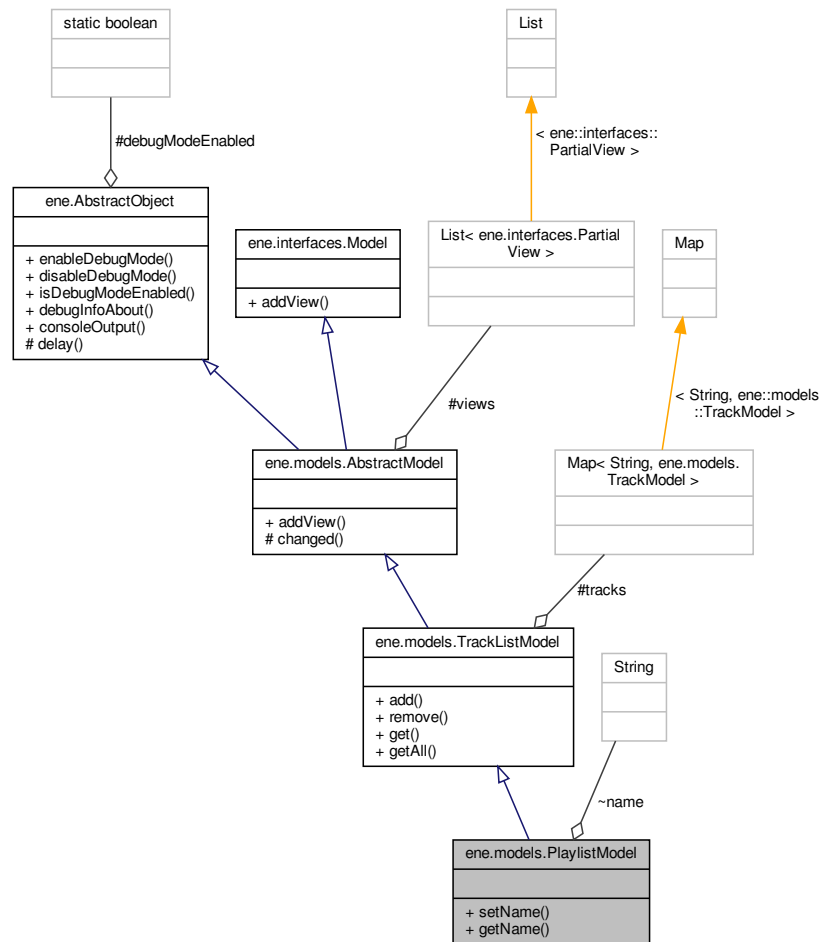 static boolean
List
#debugModeEnabled
< ene::interfaces::
PartialView >
ene.AbstractObject
+ enableDebugMode()
+ disableDebugMode()
+ isDebugModeEnabled()
+ debugInfoAbout()
+ consoleOutput()
# delay()
ene.interfaces.Model
+ addView()
List< ene.interfaces.Partial
View >
Map
#views
< String, ene::models
::TrackModel >
ene.models.AbstractModel
+ addView()
# changed()
Map< String, ene.models.
TrackModel >
#tracks
ene.models.TrackListModel
+ add()
+ remove()
+ get()
+ getAll()
String
~name
ene.models.PlaylistModel
+ setName()
+ getName()